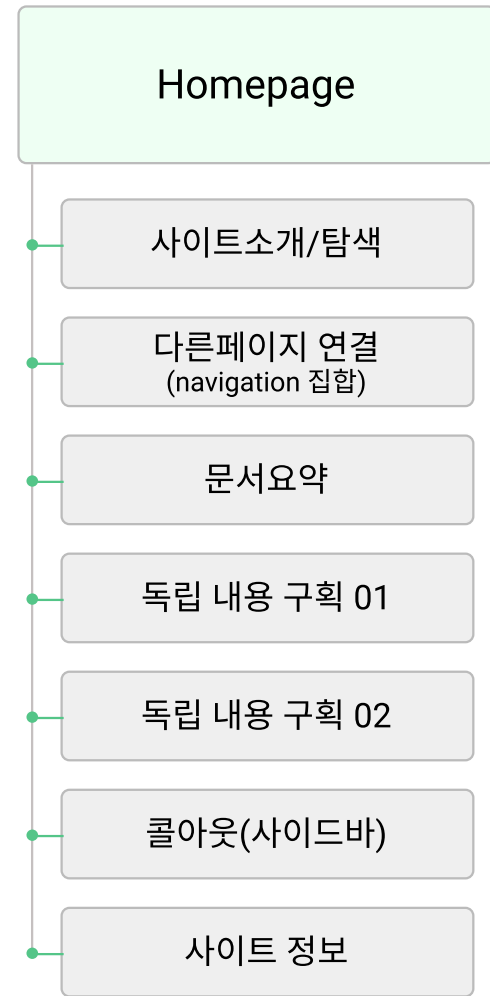 Homepage
사이트소개/탐색
다른페이지 연결
(navigation 집합)
문서요약
독립 내용 구획 01
독립 내용 구획 02
콜아웃(사이드바)
사이트 정보